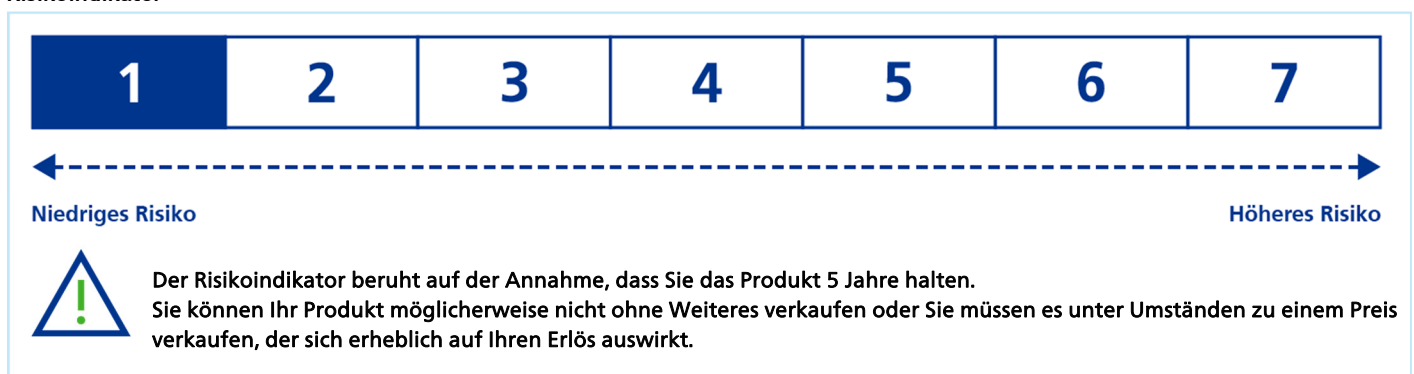 1 2 3 4 5 6 7
Niedriges Risiko Höheres Risiko
Der Risikoindikator beruht auf der Annahme, dass Sie das Produkt 5 Jahre halten.
Sie können Ihr Produkt möglicherweise nicht ohne Weiteres verkaufen oder Sie müssen es unter Umständen zu einem Preis
verkaufen, der sich erheblich auf Ihren Erlös auswirkt.